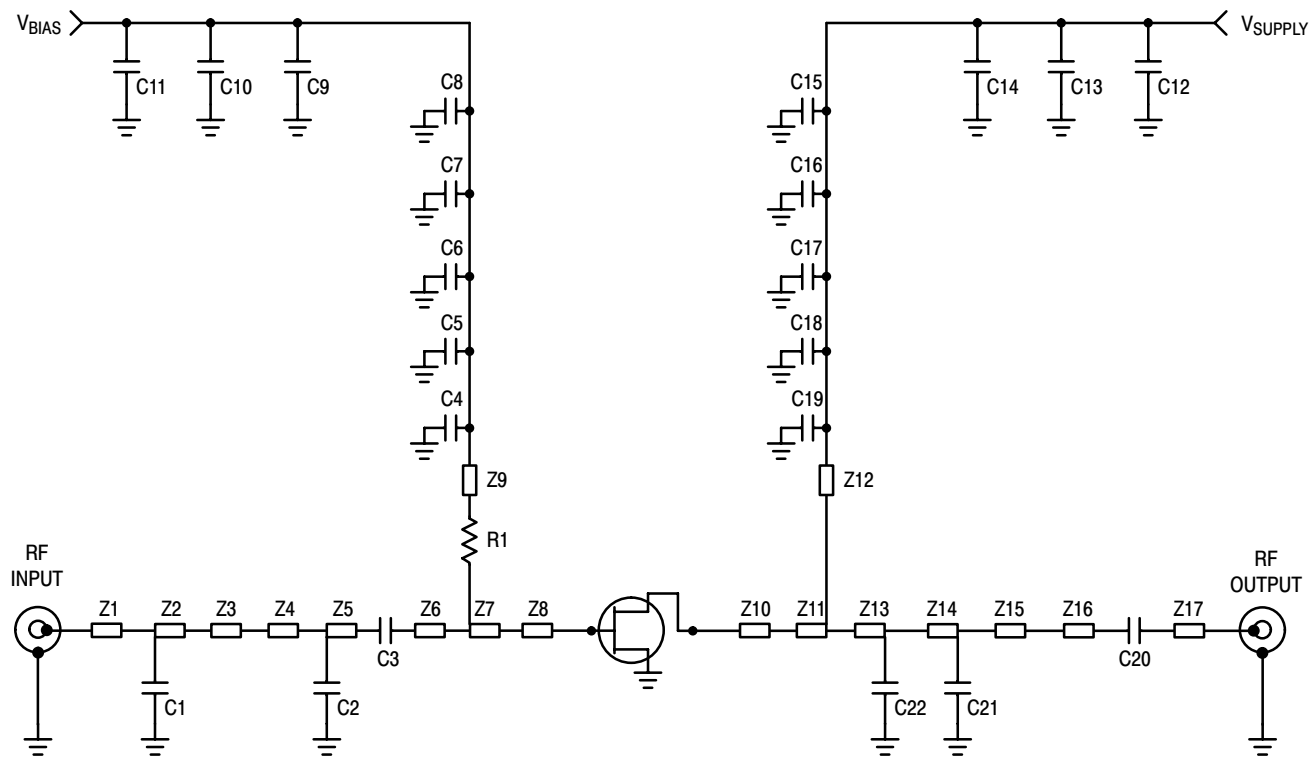 VBIAS
VSUPPLY
C11
C10
C9
C8
C15
C14
C13
C12
C7
C16
C6
C17
C5
C18
C4
C19
Z9
Z12
R1
RF
INPUT
RF
OUTPUT
Z1
Z2
Z3
Z4
Z5
Z6
Z7
Z8
Z10
Z11
Z13
Z14
Z15
Z16
Z17
C3
C20
C1
C2
C22
C21